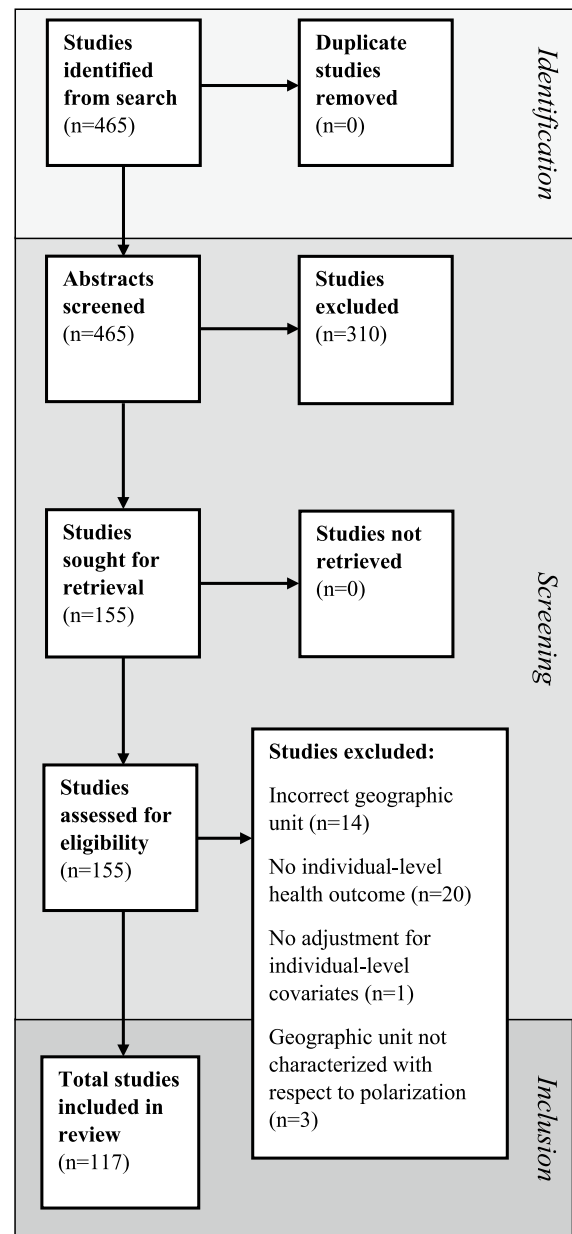 Studies
identified
from search
(n=465)
Duplicate
studies
removed
(n=0)
Identification
Abstracts
screened
(n=465)
Studies
excluded
(n=310)
Studies
sought for
retrieval
(n=155)
Studies not
retrieved
(n=0)
Screening
Studies
assessed for
eligibility
(n=155)
Studies excluded:
Incorrect geographic
unit (n=14)
No individual-level
health outcome (n=20)
No adjustment for
individual-level
covariates (n=1)
Geographic unit not
characterized with
respect to polarization
(n=3)
Total studies
included in
review
(n=117)
Inclusion